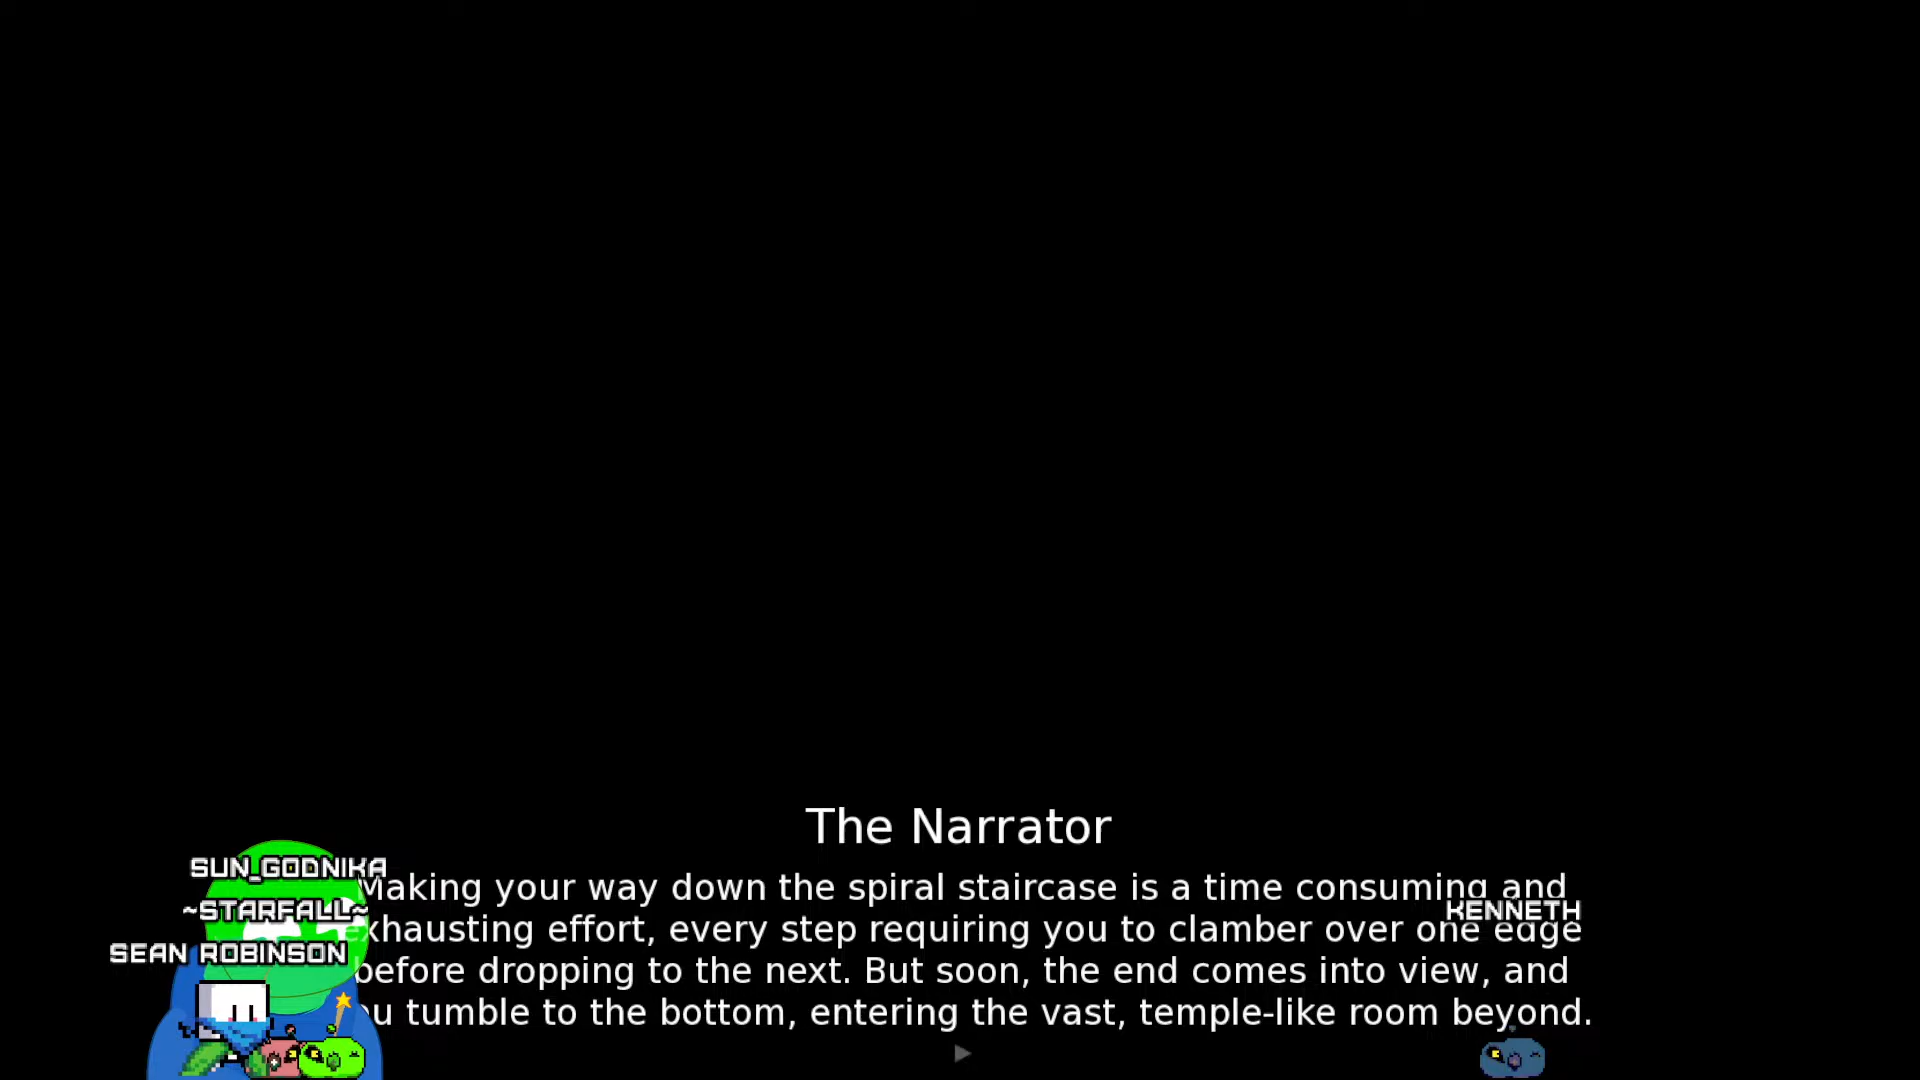 The Narrator
SUN_GODNIKA
Making your way down the spiral staircase is a time consuming and
~STARFALL~
KENNETH
exhausting effort, every step requiring you to clamber over one edge
SEAN ROBINSON
before dropping to the next. But soon, the end comes into view, and
ou tumble to the bottom, entering the vast, temple-like room beyond.